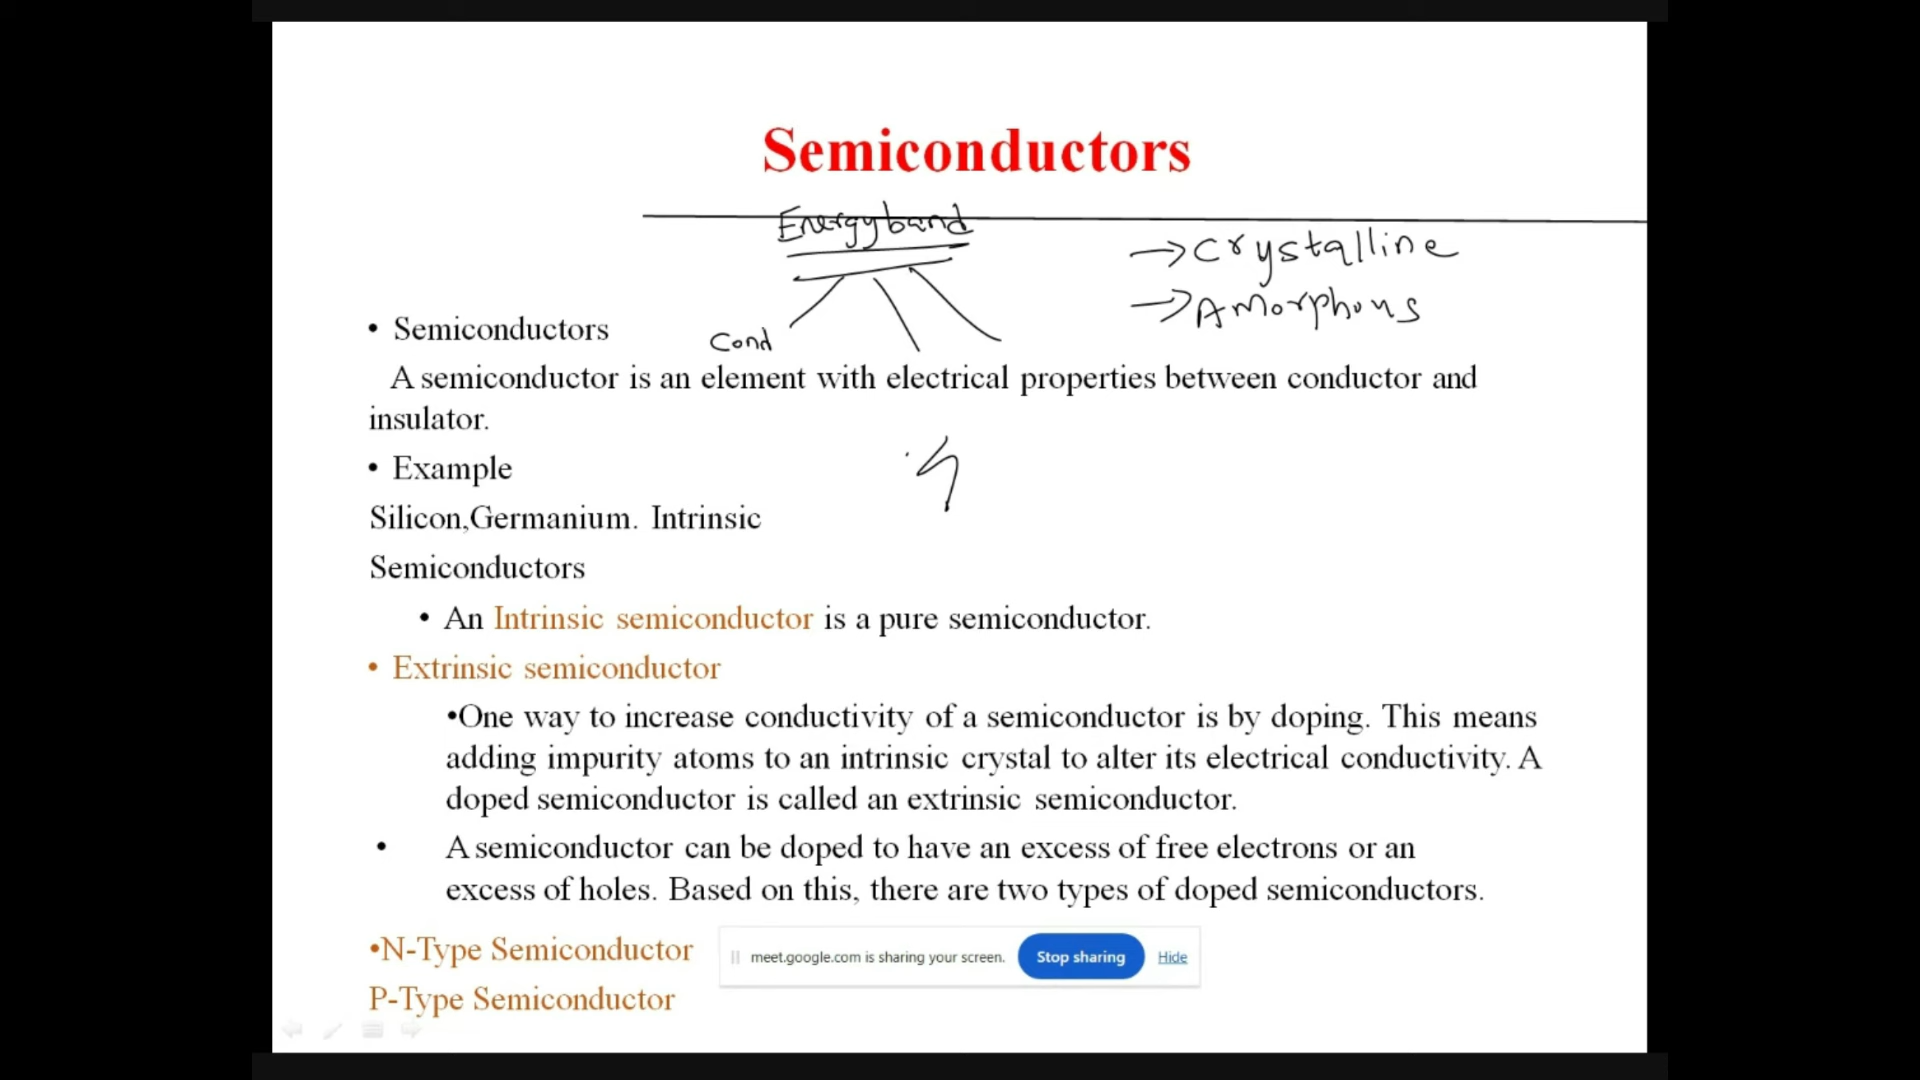 Semiconductors
Energy band
→ Crystalline
→ Amorphous
• Semiconductors
Cond
A semiconductor is an element with electrical properties between conductor and
insulator.
• Example
Silicon,Germanium. Intrinsic
Semiconductors
• An Intrinsic semiconductor is a pure semiconductor.
• Extrinsic semiconductor
•One way to increase conductivity of a semiconductor is by doping. This means
adding impurity atoms to an intrinsic crystal to alter its electrical conductivity. A
doped semiconductor is called an extrinsic semiconductor.
• A semiconductor can be doped to have an excess of free electrons or an
excess of holes. Based on this, there are two types of doped semiconductors.
•N-Type Semiconductor
meet.google.com is sharing your screen. Stop sharing Hide
P-Type Semiconductor